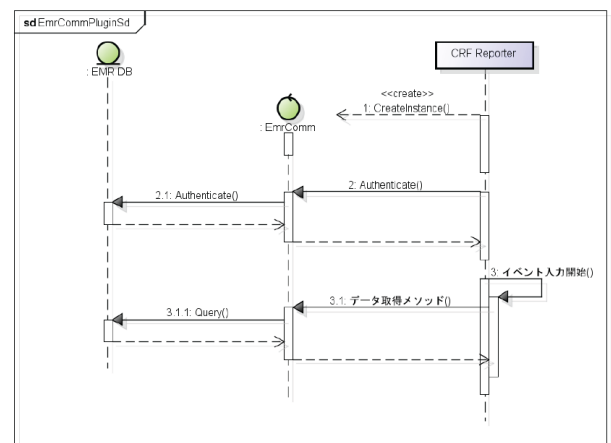 sd EmrCommPluginSd
: EMR DB
CRF Reporter
<<create>>
1: CreateInstance()
: EmrComm
2: Authenticate()
2.1: Authenticate()
3: イベント入力開始()
3.1: データ取得メソッド()
3.1.1: Query()